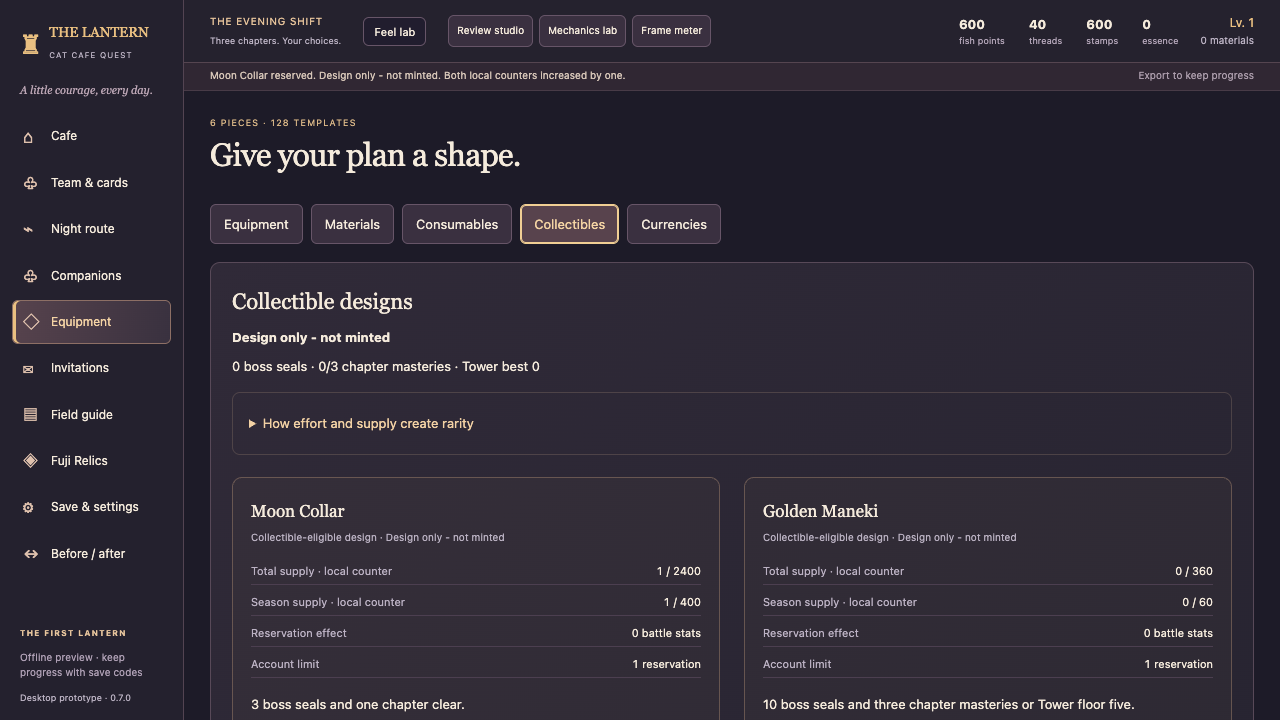 THE LANTERN
CAT CAFE QUEST
A little courage, every day.
Cafe
Team & cards
Night route
Companions
Equipment
Invitations
Field guide
Fuji Relics
Save & settings
Before / after
THE FIRST LANTERN
Offline preview · keep
progress with save codes
Desktop prototype · 0.7.0
THE EVENING SHIFT
Three chapters. Your choices.
Feel lab
Review studio
Mechanics lab
Frame meter
600
fish points
40
threads
600
stamps
0
essence
Lv. 1
0 materials
Moon Collar reserved. Design only - not minted. Both local counters increased by one.
Export to keep progress
6 PIECES · 128 TEMPLATES
Give your plan a shape.
Equipment
Materials
Consumables
Collectibles
Currencies
Collectible designs
Design only - not minted
0 boss seals · 0/3 chapter masteries · Tower best 0
How effort and supply create rarity
Moon Collar
Collectible-eligible design · Design only - not minted
Total supply · local counter 1 / 2400
Season supply · local counter 1 / 400
Reservation effect 0 battle stats
Account limit 1 reservation
3 boss seals and one chapter clear.
Golden Maneki
Collectible-eligible design · Design only - not minted
Total supply · local counter 0 / 360
Season supply · local counter 0 / 60
Reservation effect 0 battle stats
Account limit 1 reservation
10 boss seals and three chapter masteries or Tower floor five.